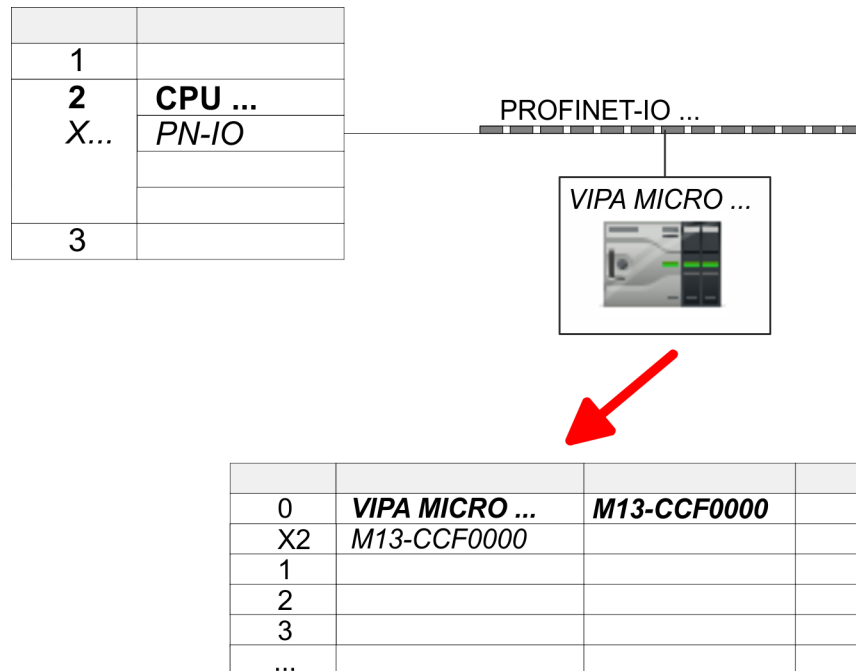 1
2 CPU ...
X... PN-IO
3
PROFINET-IO ...
VIPA MICRO ...
0 VIPA MICRO ... M13-CCF0000
X2 M13-CCF0000
1
2
3
...